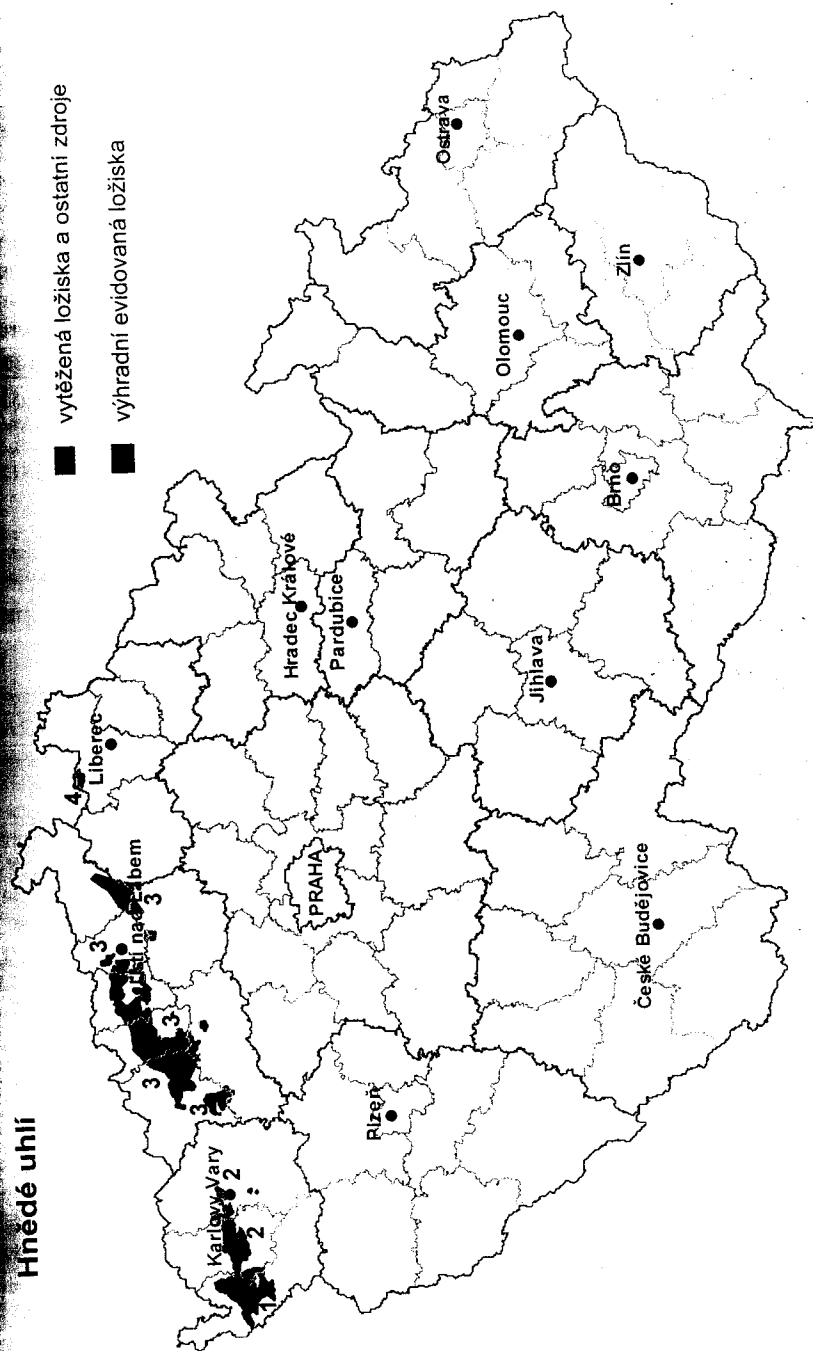 Hnědé uhlí
vytěžená ložiska a ostatní zdroje
výhradní evidovaná ložiska
4
Liberec
3
Ústí nad Labem
3
3
3
3
Karlovy Vary
2
2
1
PRAHA
Hradec Králové
Pardubice
Plzeň
Ostrava
Olomouc
Jihlava
Brno
Zlín
České Budějovice